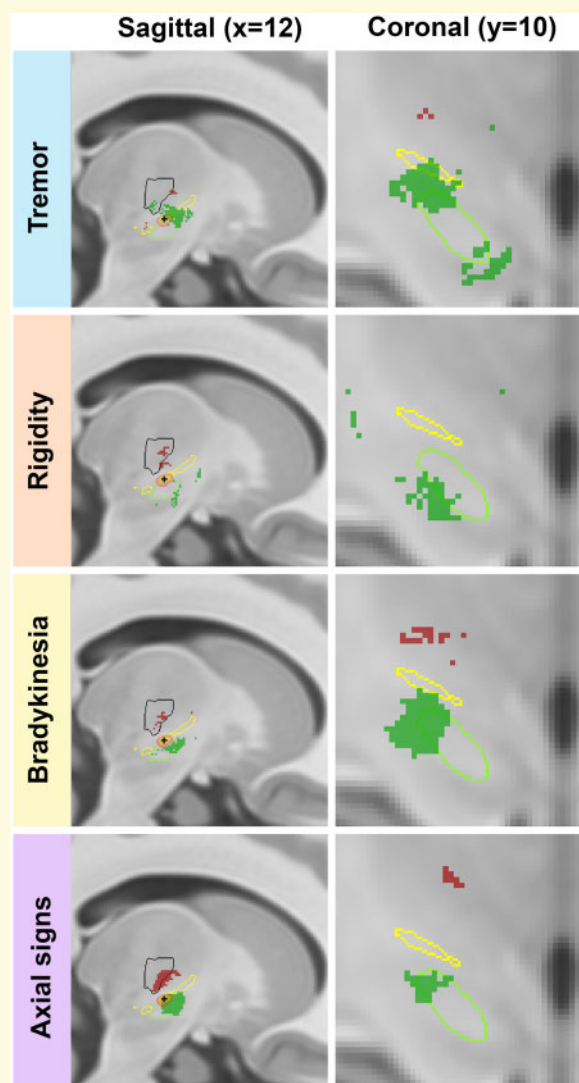 Sagittal (x=12)
Coronal (y=10)
Tremor
Rigidity
Bradykinesia
Axial signs